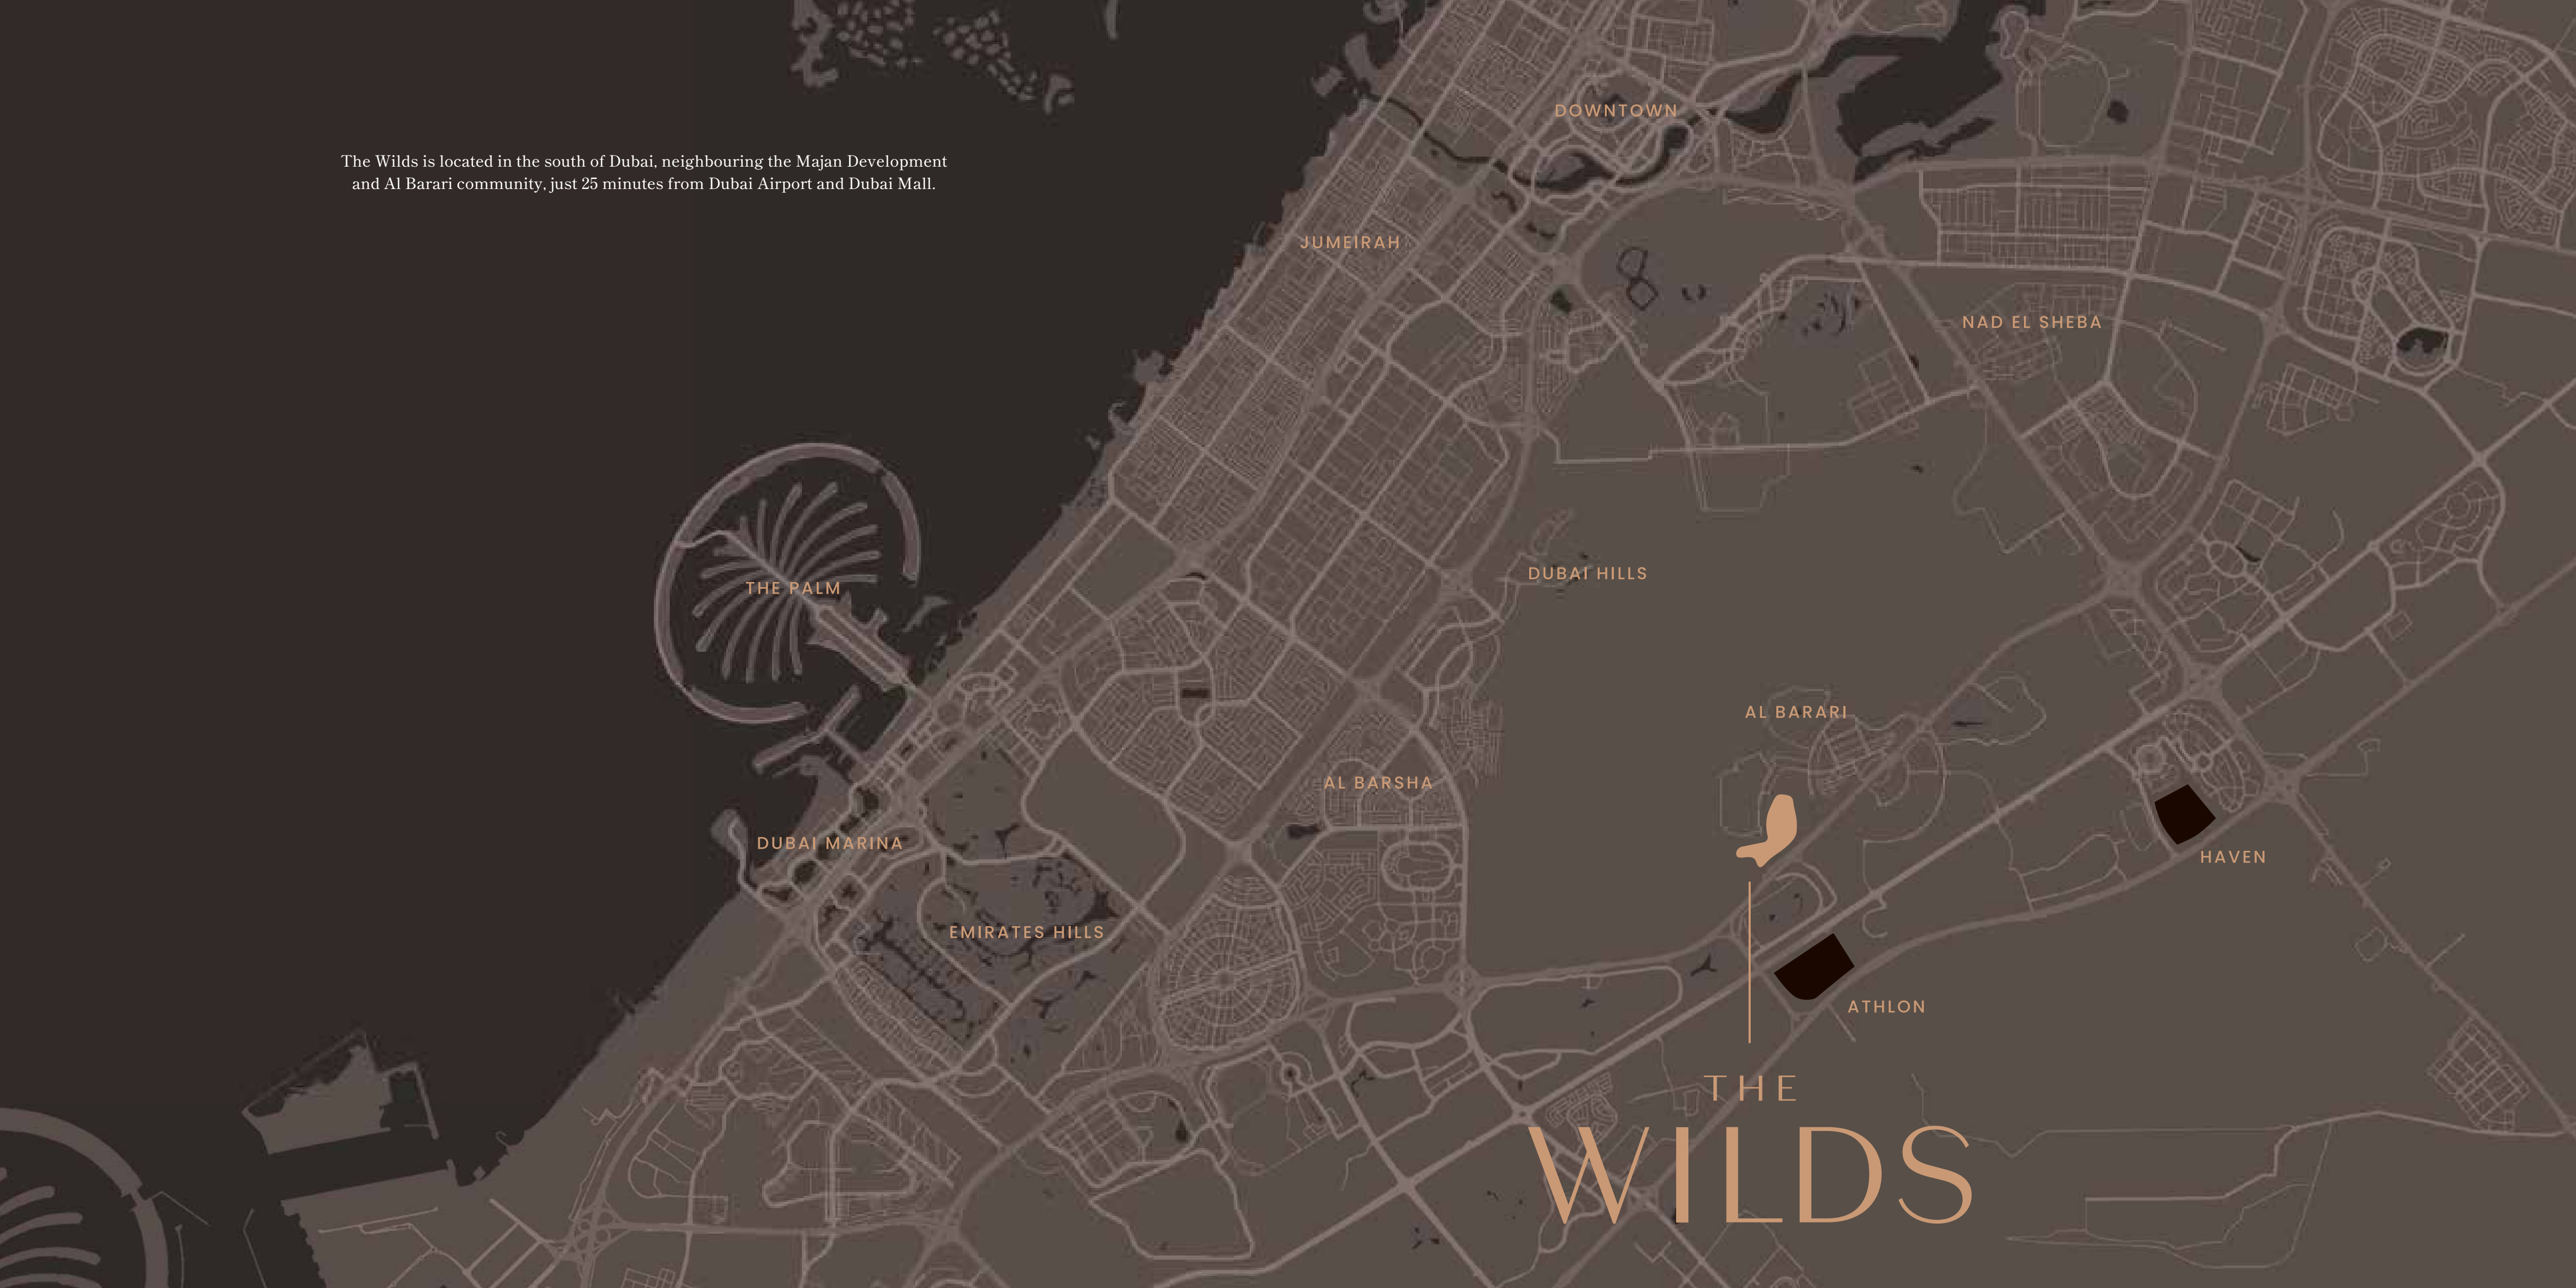 The Wilds is located in the south of Dubai, neighbouring the Majan Development
and Al Barari community, just 25 minutes from Dubai Airport and Dubai Mall.
DOWNTOWN
JUMEIRAH
NAD EL SHEBA
DUBAI HILLS
THE PALM
AL BARARI
AL BARSHA
DUBAI MARINA
HAVEN
EMIRATES HILLS
ATHLON
THE
WILDS